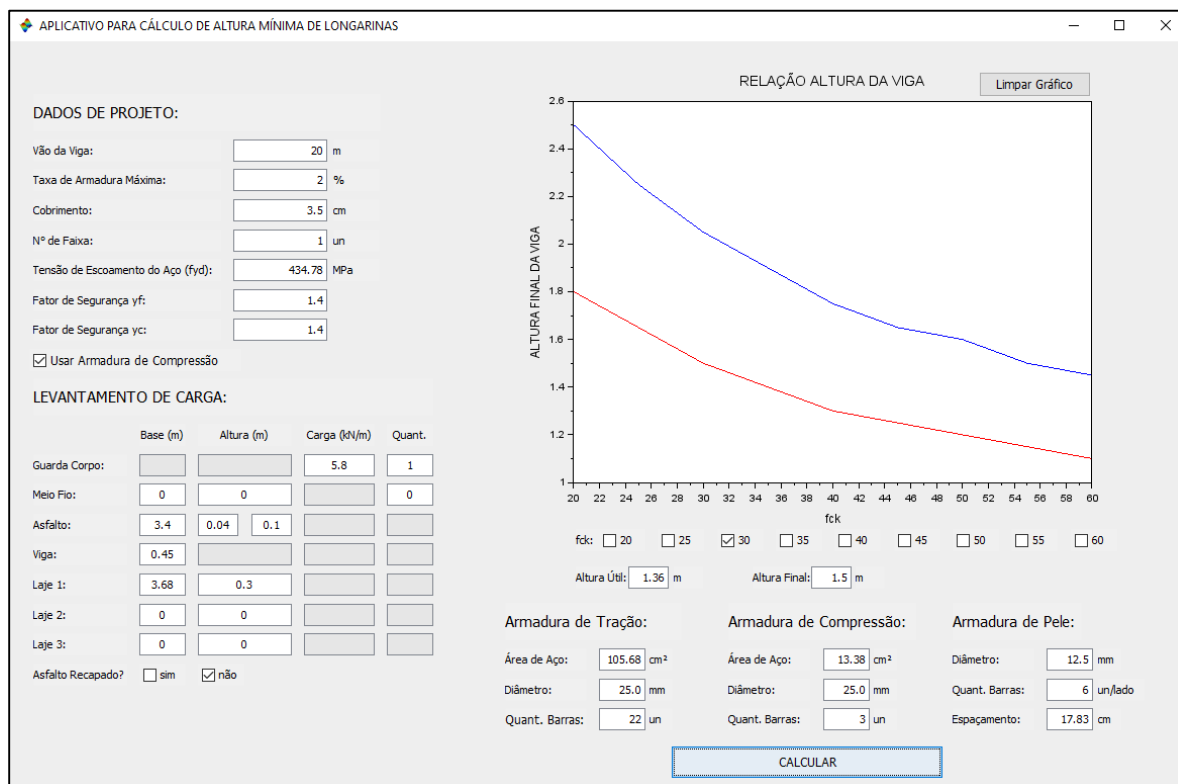 APLICATIVO PARA CÁLCULO DE ALTURA MÍNIMA DE LONGARINAS
DADOS DE PROJETO:
Vão da Viga: 20 m
Taxa de Armadura Máxima: 2 %
Cobrimento: 3.5 cm
N° de Faixa: 1 un
Tensão de Escoamento do Aço (fyd): 434.78 MPa
Fator de Segurança yf: 1.4
Fator de Segurança yc: 1.4
Usar Armadura de Compressão
LEVANTAMENTO DE CARGA:
Base (m) Altura (m) Carga (kN/m) Quant.
Guarda Corpo: 5.8 1
Meio Fio: 0 0 0
Asfalto: 3.4 0.04 0.1
Viga: 0.45
Laje 1: 3.68 0.3
Laje 2: 0 0
Laje 3: 0 0
Asfalto Recapado? sim não
RELAÇÃO ALTURA DA VIGA
Limpar Gráfico
ALTURA FINAL DA VIGA
2.6
2.4
2.2
2
1.8
1.6
1.4
1.2
1
20 22 24 26 28 30 32 34 36 38 40 42 44 46 48 50 52 54 56 58 60
fck
fck: 20 25 30 35 40 45 50 55 60
Altura Útil: 1.36 m Altura Final: 1.5 m
Armadura de Tração: Armadura de Compressão: Armadura de Pele:
Área de Aço: 105.68 cm² Área de Aço: 13.38 cm² Diâmetro: 12.5 mm
Diâmetro: 25.0 mm Diâmetro: 25.0 mm Quant. Barras: 6 un/lado
Quant. Barras: 22 un Quant. Barras: 3 un Espaçamento: 17.83 cm
CALCULAR